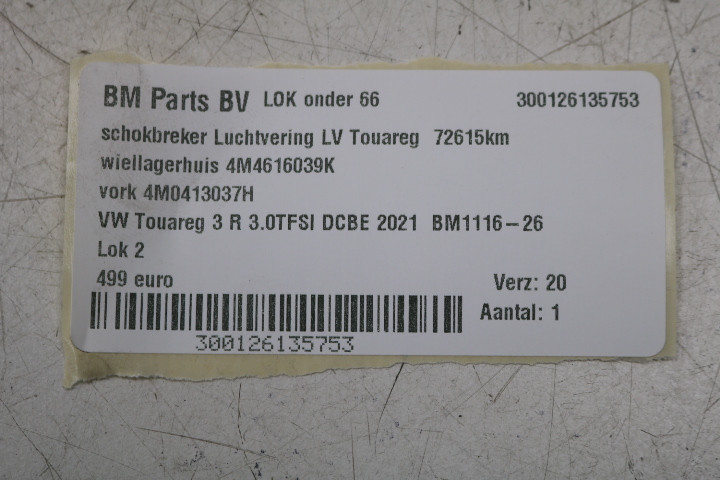 BM Parts BV LOK onder 66 300126135753
schokbreker Luchtvering LV Touareg 72615km
wiellagerhuis 4M4616039K
vork 4M0413037H
VW Touareg 3 R 3.0TFSI DCBE 2021 BM1116-26
Lok 2
499 euro Verz: 20
Aantal: 1
300126135753